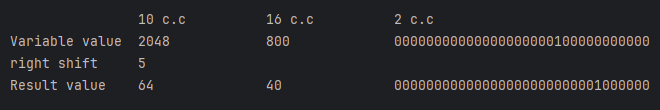 10 c.c 16 c.c 2 c.c
Variable value 2048 800 00000000000000000000100000000000
right shift 5
Result value 64 40 00000000000000000000000001000000